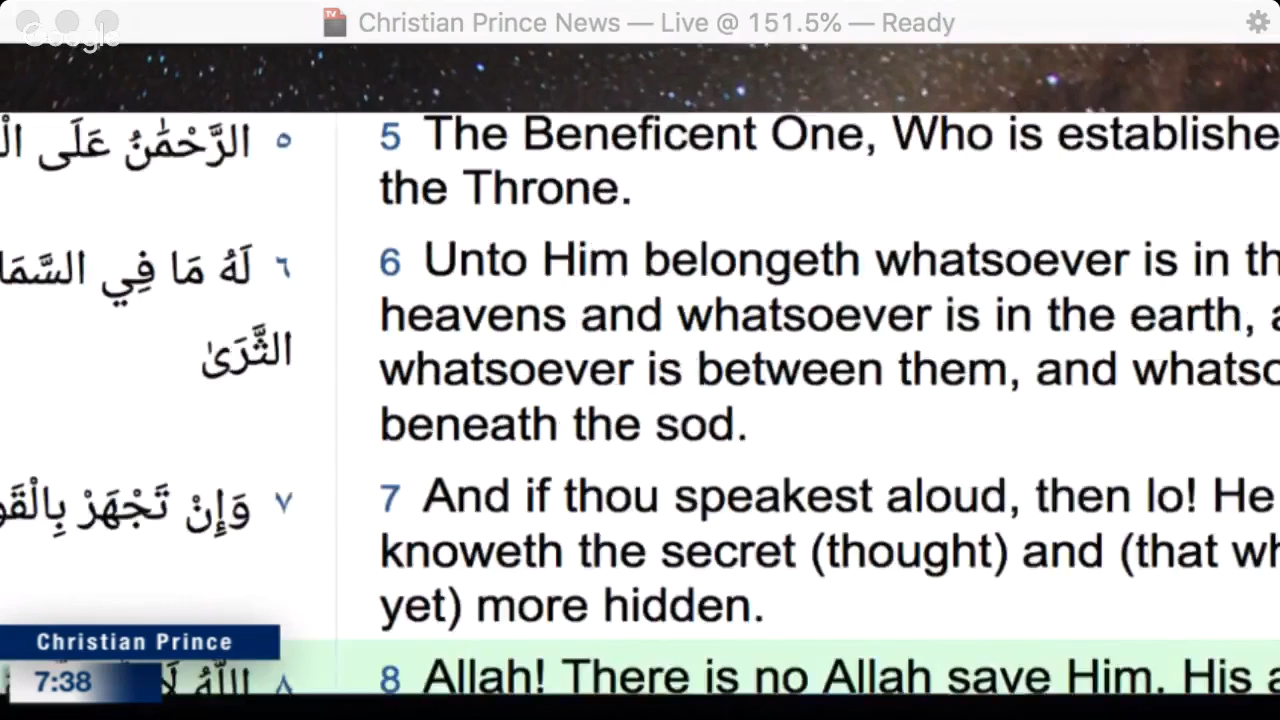 Christian Prince News — Live @ 151.5% — Ready
Google
الرَّحْمَٰنُ عَلَى
٥
5 The Beneficent One, Who is establishe
the Throne.
لَهُ مَا فِي السَّمَا
٦
الثَّرَىٰ
6 Unto Him belongeth whatsoever is in th
heavens and whatsoever is in the earth, a
whatsoever is between them, and whatso
beneath the sod.
وَإِنْ تَجْهَرْ بِالْقَو
٧
7 And if thou speakest aloud, then lo! He
knoweth the secret (thought) and (that wh
yet) more hidden.
اللَّهُ لَا
٨
8 Allah! There is no Allah save Him. His a
Christian Prince
7:38